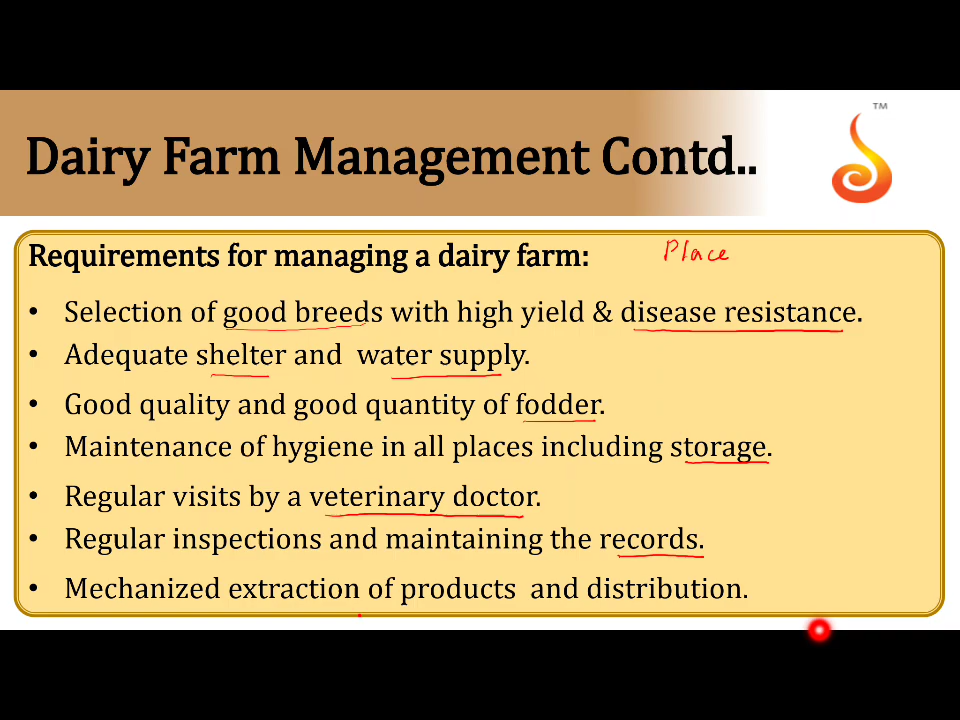 TM
Dairy Farm Management Contd..
Requirements for managing a dairy farm: Place
• Selection of good breeds with high yield & disease resistance.
• Adequate shelter and water supply.
• Good quality and good quantity of fodder.
• Maintenance of hygiene in all places including storage.
• Regular visits by a veterinary doctor.
• Regular inspections and maintaining the records.
• Mechanized extraction of products and distribution.